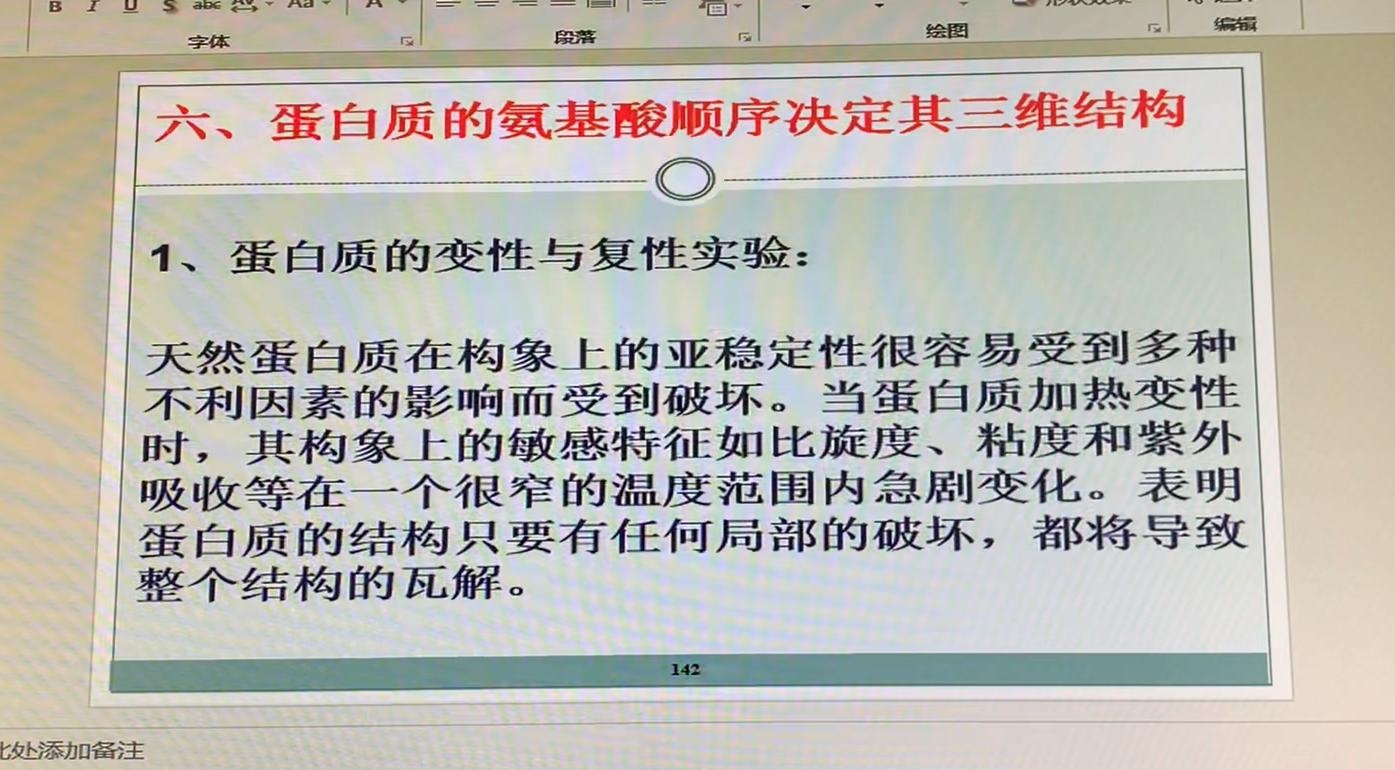 B I U S abc AV Aa A
字体
段落
绘图
编辑
六、蛋白质的氨基酸顺序决定其三维结构
1、蛋白质的变性与复性实验：
天然蛋白质在构象上的亚稳定性很容易受到多种
不利因素的影响而受到破坏。当蛋白质加热变性
时，其构象上的敏感特征如比旋度、粘度和紫外
吸收等在一个很窄的温度范围内急剧变化。表明
蛋白质的结构只要有任何局部的破坏，都将导致
整个结构的瓦解。
142
此处添加备注